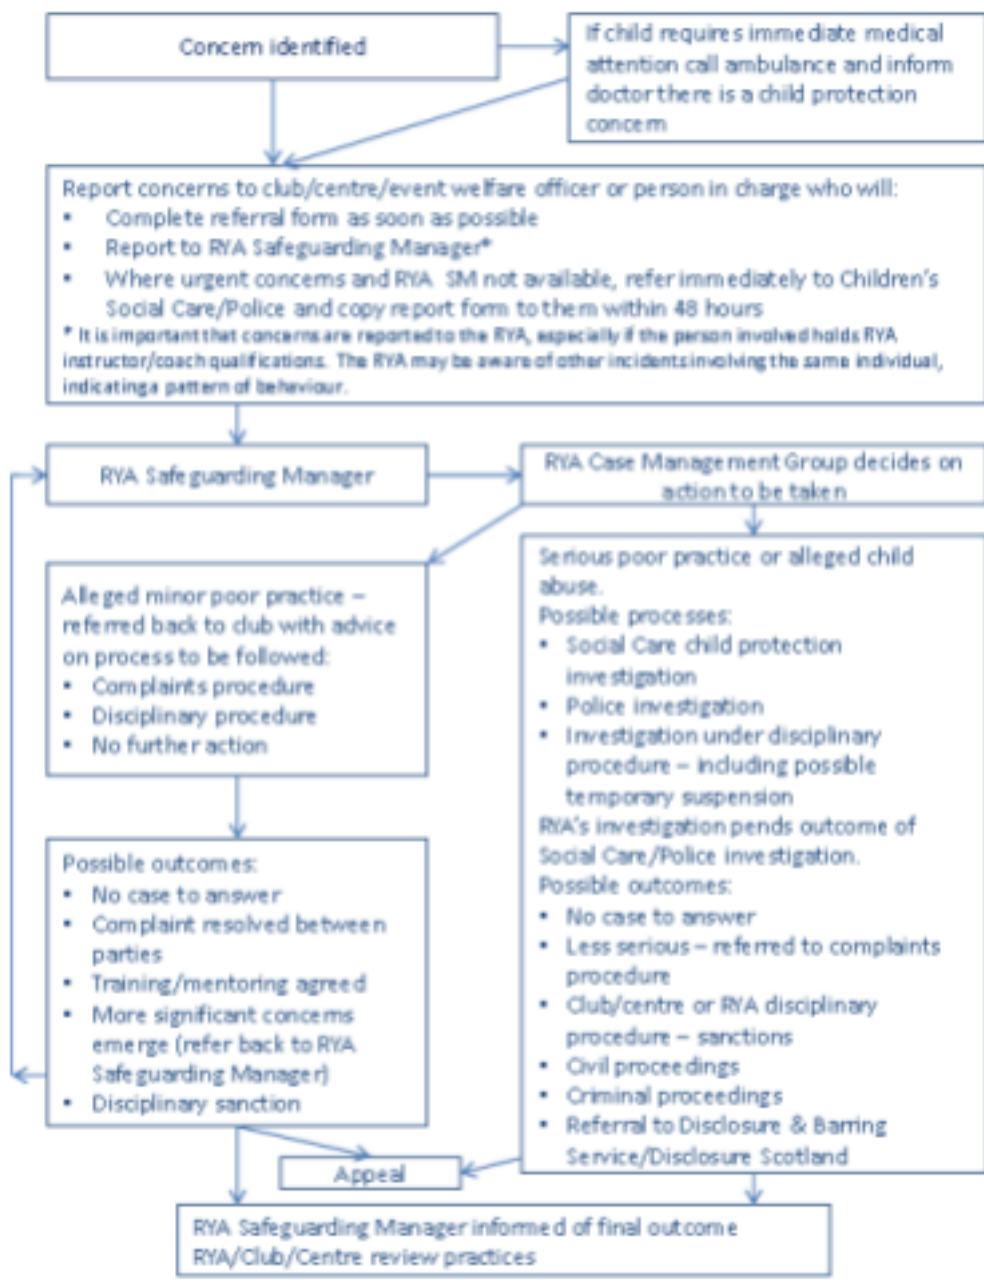 Concern identified
If child requires immediate medical
attention call ambulance and inform
doctor there is a child protection
concern
Report concerns to club/centre/event welfare officer or person in charge who will:
▪ Complete referral form as soon as possible
▪ Report to RYA Safeguarding Manager*
▪ Where urgent concerns and RYA SM not available, refer immediately to Children's
Social Care/Police and copy report form to them within 48 hours
* It is important that concerns are reported to the RYA, especially if the person involved holds RYA
instructor/coach qualifications. The RYA may be aware of other incidents involving the same individual,
indicating a pattern of behaviour.
RYA Safeguarding Manager
RYA Case Management Group decides on
action to be taken
Alleged minor poor practice –
referred back to club with advice
on process to be followed:
▪ Complaints procedure
▪ Disciplinary procedure
▪ No further action
Serious poor practice or alleged child
abuse.
Possible processes:
▪ Social Care child protection
investigation
▪ Police investigation
▪ Investigation under disciplinary
procedure – including possible
temporary suspension
RYA's investigation pends outcome of
Social Care/Police investigation.
Possible outcomes:
▪ No case to answer
▪ Less serious – referred to complaints
procedure
▪ Club/centre or RYA disciplinary
procedure – sanctions
▪ Civil proceedings
▪ Criminal proceedings
▪ Referral to Disclosure & Barring
Service/Disclosure Scotland
Possible outcomes:
▪ No case to answer
▪ Complaint resolved between
parties
▪ Training/mentoring agreed
▪ More significant concerns
emerge (refer back to RYA
Safeguarding Manager)
▪ Disciplinary sanction
Appeal
RYA Safeguarding Manager informed of final outcome
RYA/Club/Centre review practices